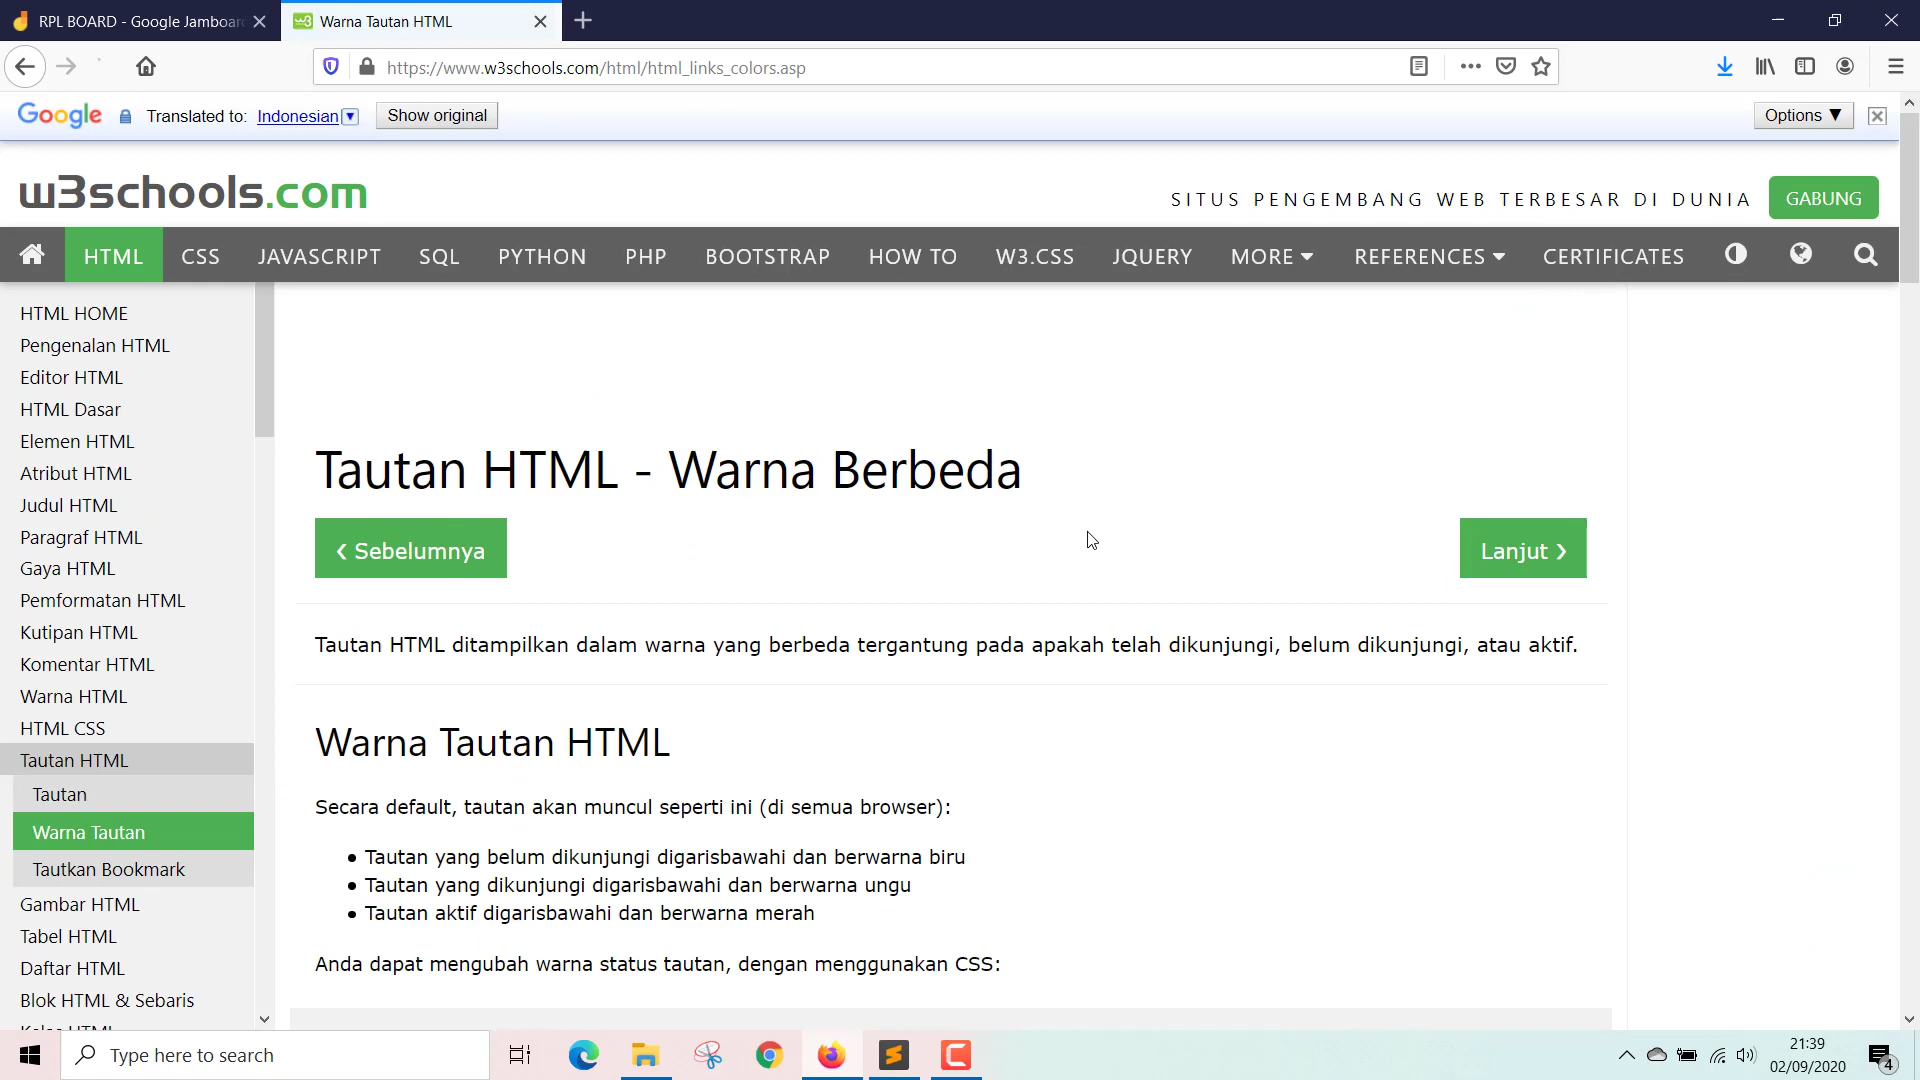 RPL BOARD - Google Jamboar
Warna Tautan HTML
https://www.w3schools.com/html/html_links_colors.asp
Google
Translated to: Indonesian
Show original
Options ▼
w3schools.com
SITUS PENGEMBANG WEB TERBESAR DI DUNIA
GABUNG
HTML
CSS
JAVASCRIPT
SQL
PYTHON
PHP
BOOTSTRAP
HOW TO
W3.CSS
JQUERY
MORE
REFERENCES
CERTIFICATES
HTML HOME
Pengenalan HTML
Editor HTML
HTML Dasar
Elemen HTML
Atribut HTML
Judul HTML
Paragraf HTML
Gaya HTML
Pemformatan HTML
Kutipan HTML
Komentar HTML
Warna HTML
HTML CSS
Tautan HTML
Tautan
Warna Tautan
Tautkan Bookmark
Gambar HTML
Tabel HTML
Daftar HTML
Blok HTML & Sebaris
Tautan HTML - Warna Berbeda
❮ Sebelumnya
Lanjut ❯
Tautan HTML ditampilkan dalam warna yang berbeda tergantung pada apakah telah dikunjungi, belum dikunjungi, atau aktif.
Warna Tautan HTML
Secara default, tautan akan muncul seperti ini (di semua browser):
• Tautan yang belum dikunjungi digarisbawahi dan berwarna biru
• Tautan yang dikunjungi digarisbawahi dan berwarna ungu
• Tautan aktif digarisbawahi dan berwarna merah
Anda dapat mengubah warna status tautan, dengan menggunakan CSS:
Type here to search
21:39
02/09/2020
4